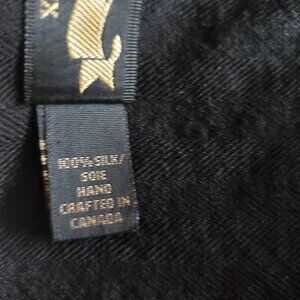 100% SILK/
SOIE
HAND
CRAFTED IN
CANADA